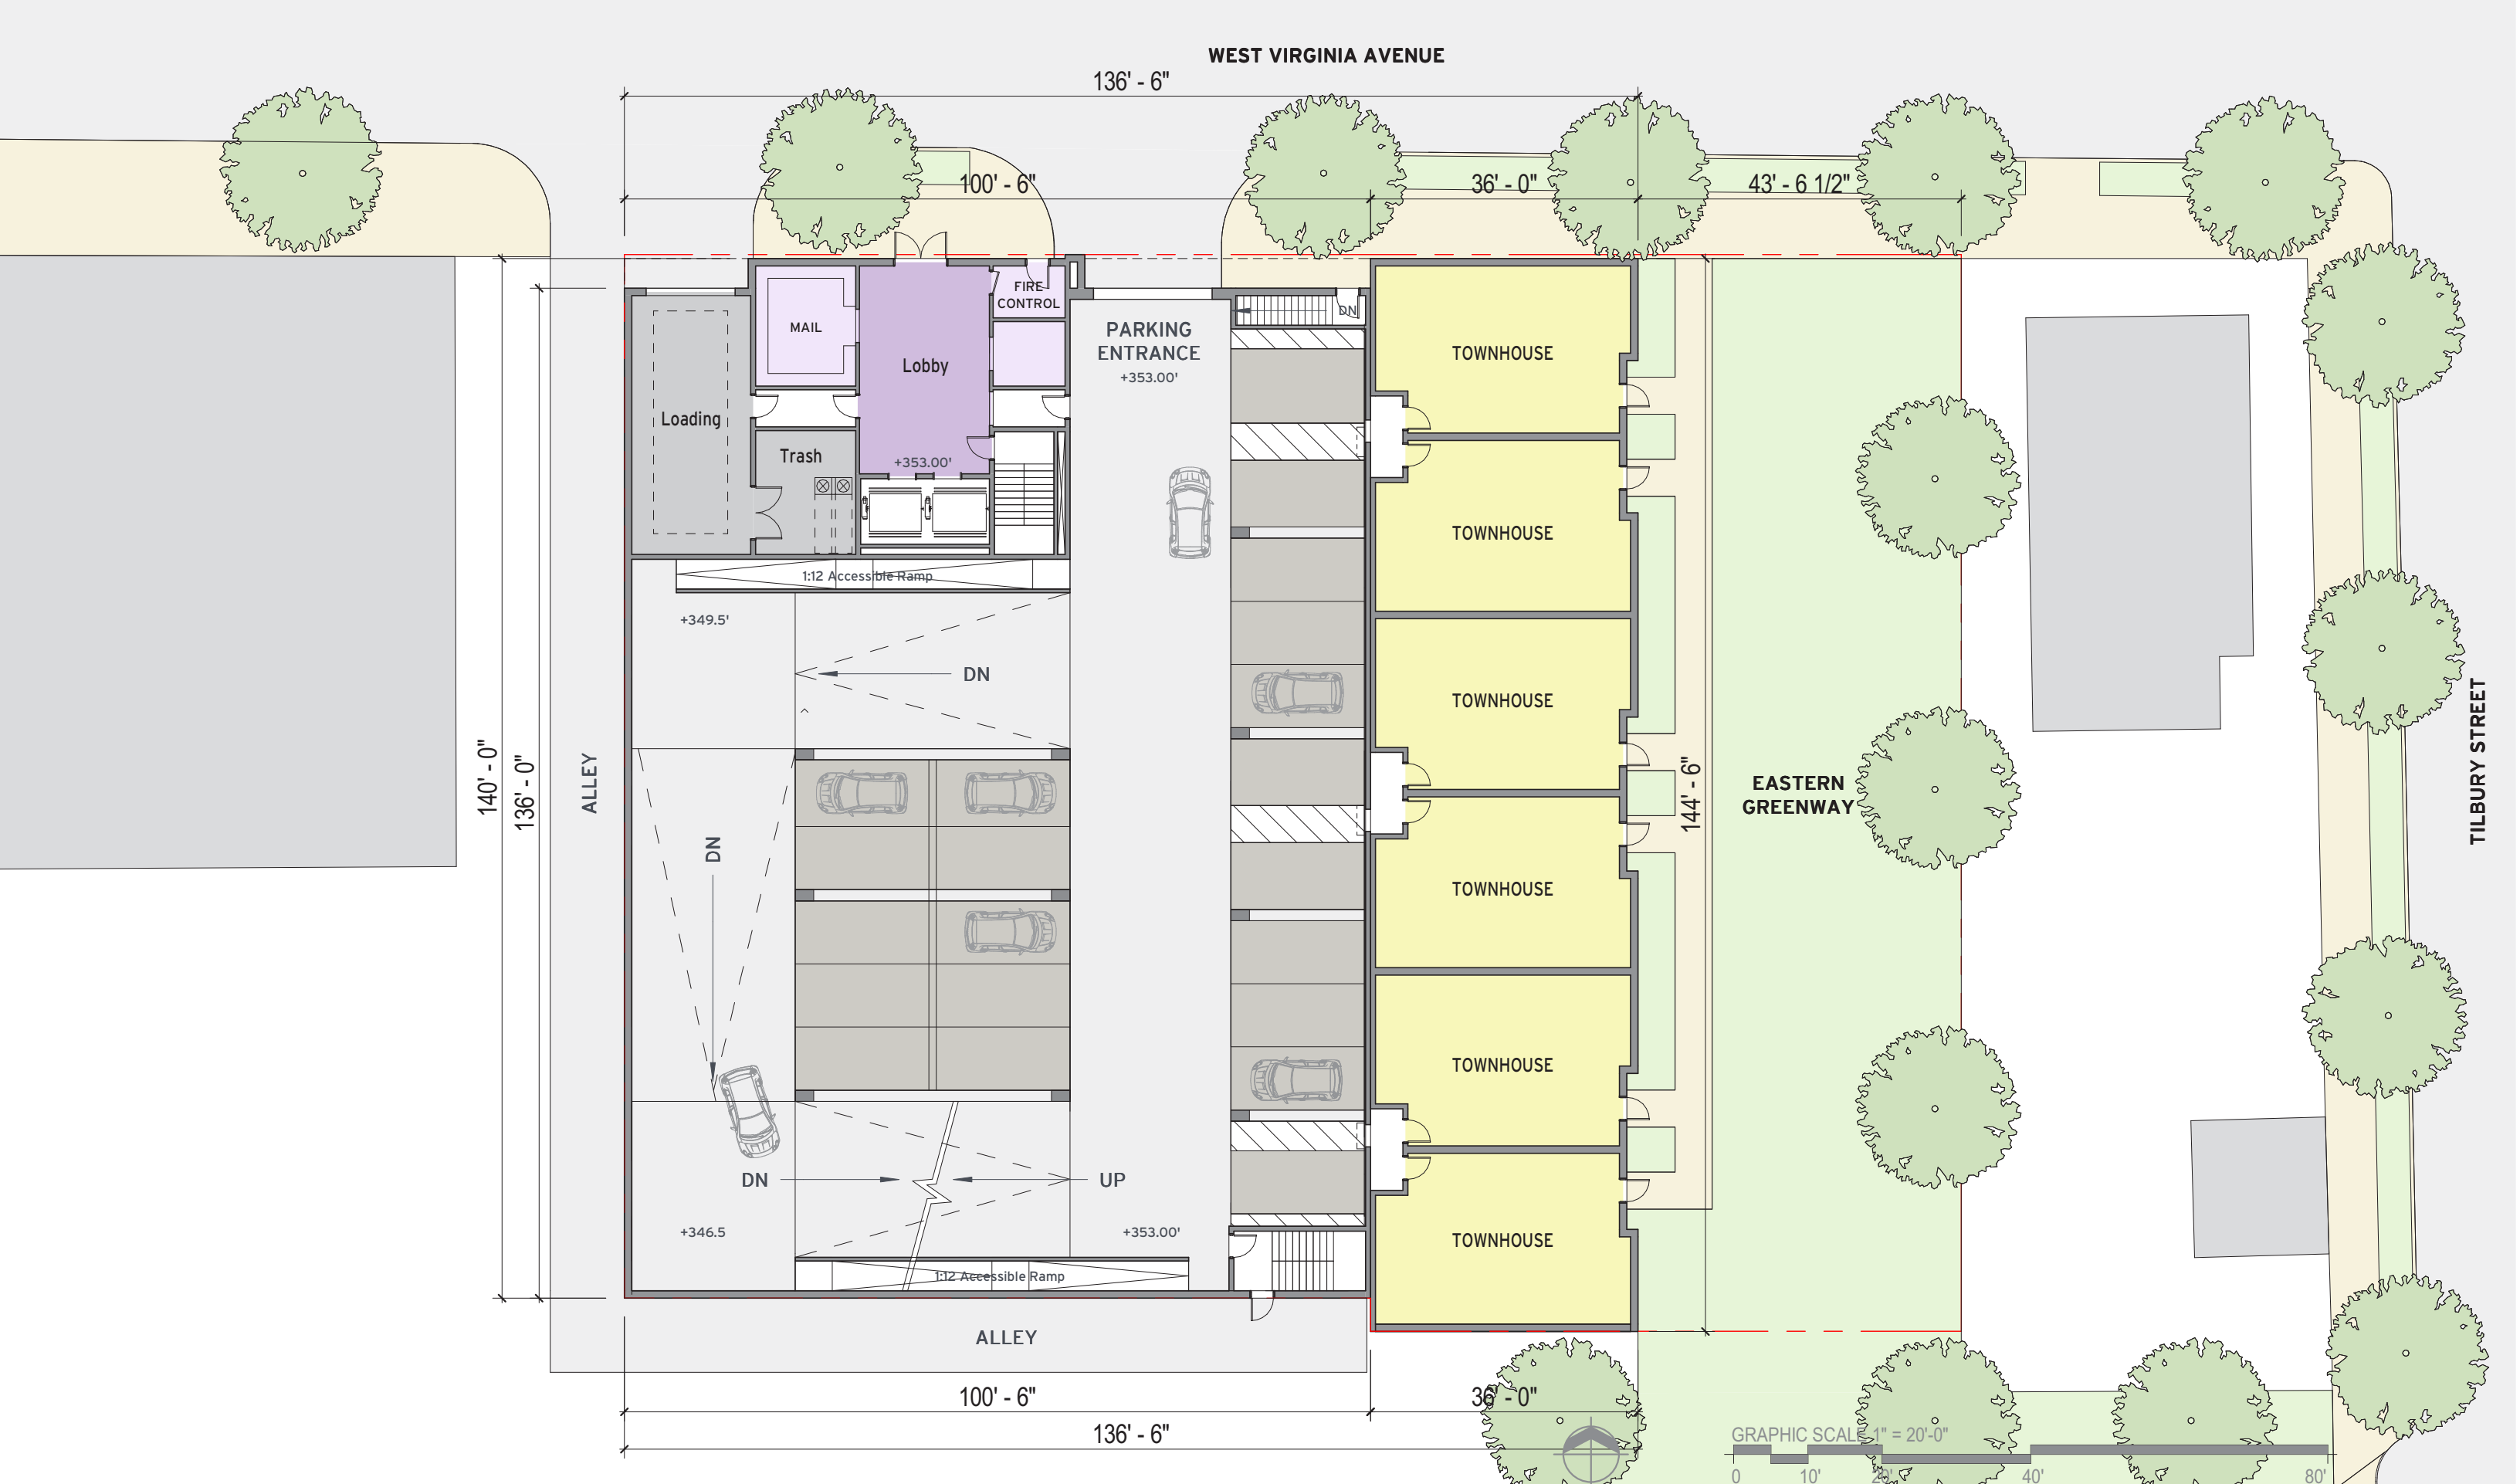 WEST VIRGINIA AVENUE
136' - 6"
100' - 6"
36' - 0"
43' - 6 1/2"
MAIL
Lobby
FIRE
CONTROL
PARKING
ENTRANCE
+353.00'
DN
TOWNHOUSE
Loading
Trash
+353.00'
TOWNHOUSE
1:12 Accessible Ramp
+349.5'
DN
TOWNHOUSE
140' - 0"
136' - 0"
ALLEY
DN
144' - 6"
EASTERN
GREENWAY
TILBURY STREET
TOWNHOUSE
TOWNHOUSE
DN
UP
+346.5
+353.00'
TOWNHOUSE
1:12 Accessible Ramp
ALLEY
100' - 6"
36' - 0"
136' - 6"
GRAPHIC SCALE 1" = 20'-0"
0
10'
20'
40'
80'